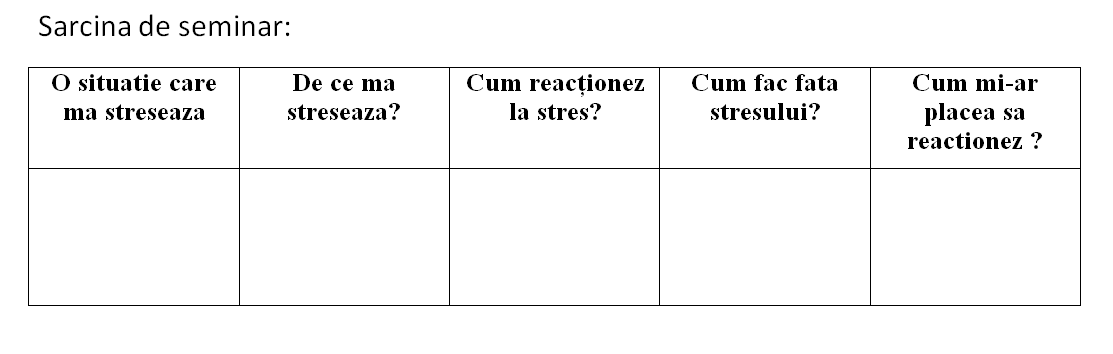 Sarcina de seminar:
O situatie care
ma streseaza
De ce ma
streseaza?
Cum reacționez
la stres?
Cum fac fata
stresului?
Cum mi-ar
placea sa
reactionez ?